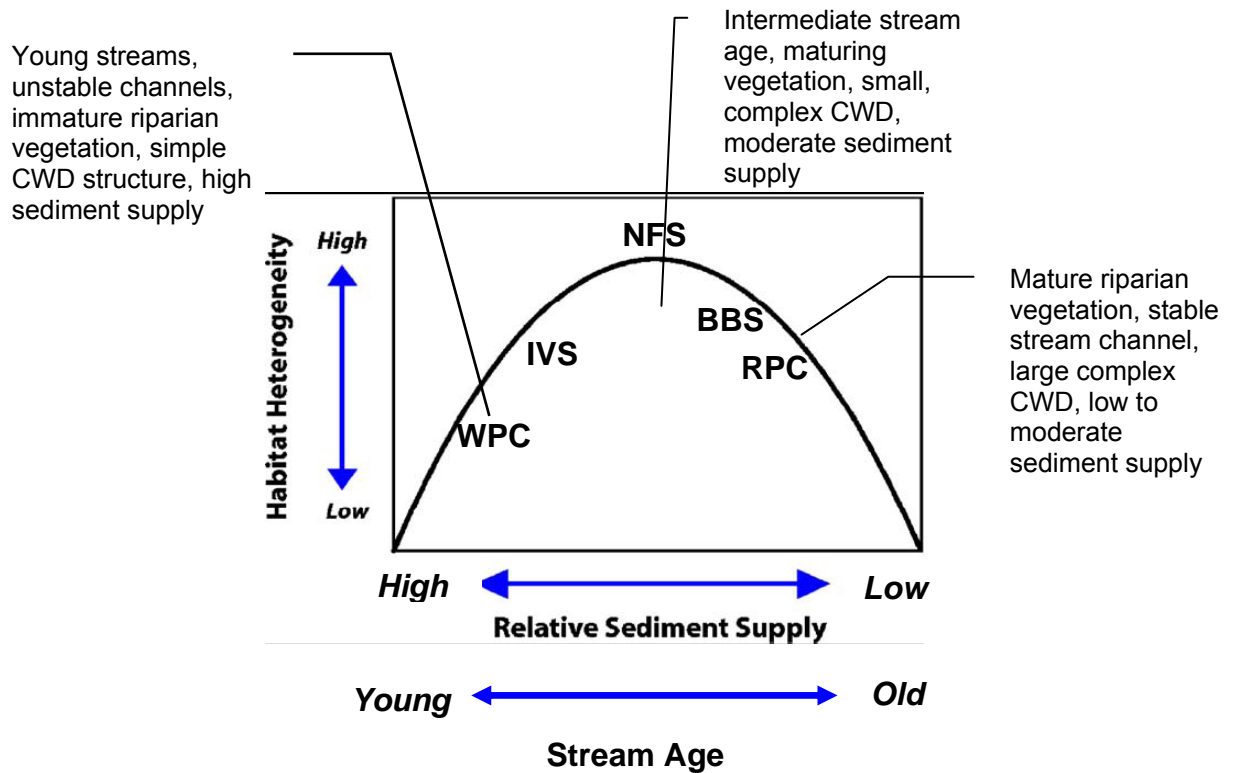 Young streams,
unstable channels,
immature riparian
vegetation, simple
CWD structure, high
sediment supply
Intermediate stream
age, maturing
vegetation, small,
complex CWD,
moderate sediment
supply
Mature riparian
vegetation, stable
stream channel,
large complex
CWD, low to
moderate
sediment supply
Habitat Heterogeneity
High
Low
NFS
BBS
IVS
RPC
WPC
High
Low
Relative Sediment Supply
Young
Old
Stream Age